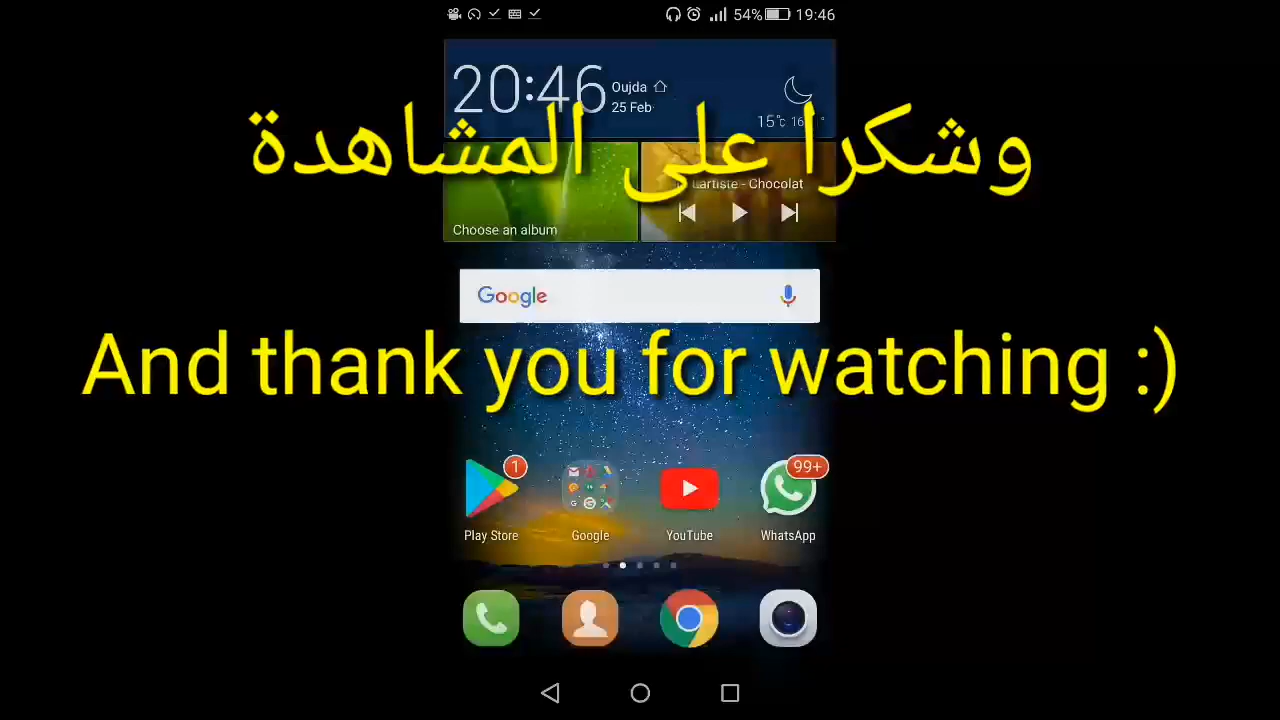 54% 19:46
20:46 Oujda
25 Feb
15°c 16
وشكرا على المشاهدة
Lartiste - Chocolat
Choose an album
Google
And thank you for watching :)
1 99+
Play Store Google YouTube WhatsApp